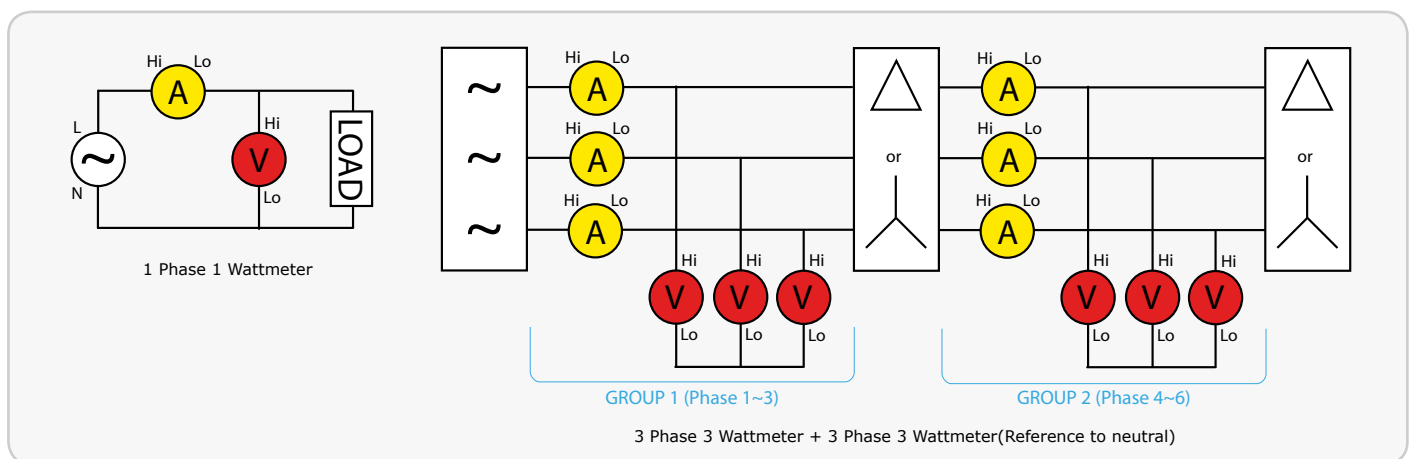 Hi Lo
A
L
Hi
V
LOAD
N
Lo
1 Phase 1 Wattmeter
~
~
~
Hi Lo
A
Hi Lo
A
Hi Lo
A
Hi Hi Hi
V V V
Lo Lo Lo
or
GROUP 1 (Phase 1~3)
Hi Lo
A
Hi Lo
A
Hi Lo
A
Hi Hi Hi
V V V
Lo Lo Lo
or
GROUP 2 (Phase 4~6)
3 Phase 3 Wattmeter + 3 Phase 3 Wattmeter(Reference to neutral)